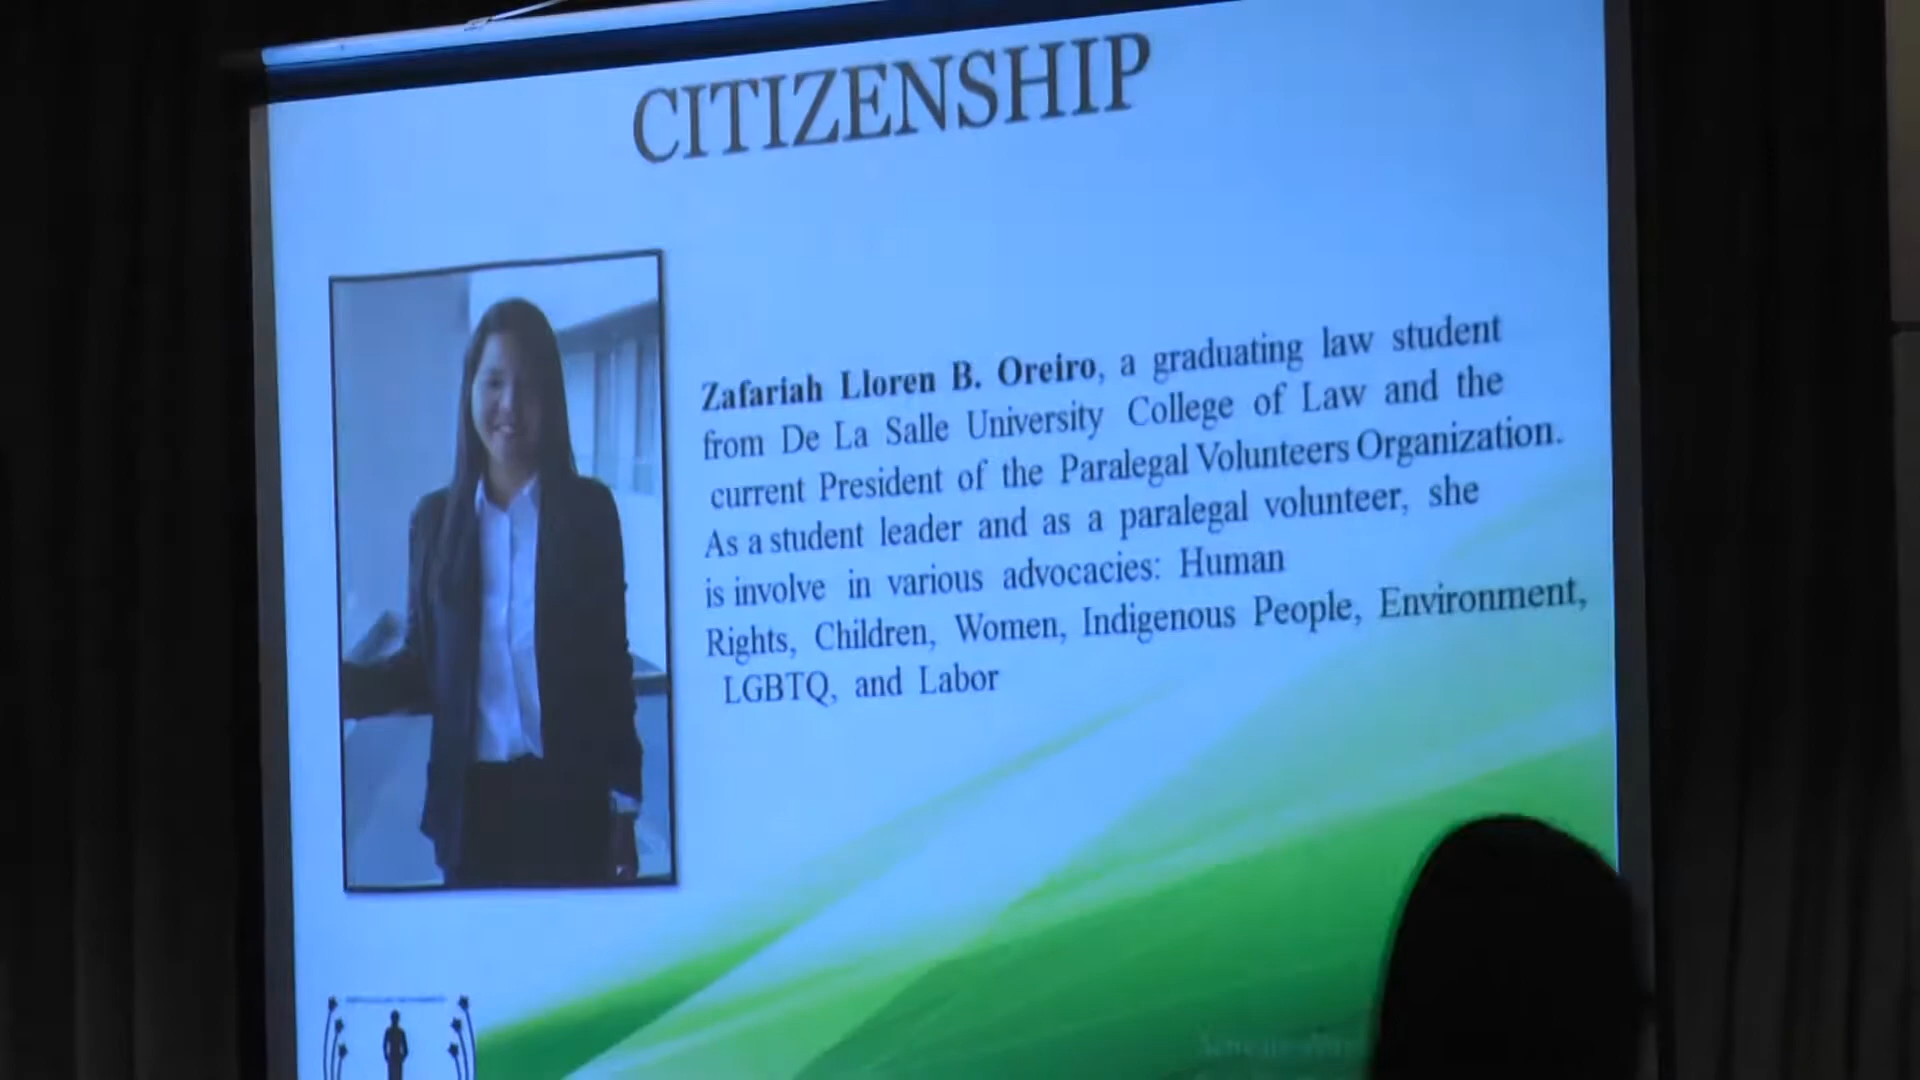 CITIZENSHIP
Zafariah Lloren B. Oreiro, a graduating law student
from De La Salle University College of Law and the
current President of the Paralegal Volunteers Organization.
As a student leader and as a paralegal volunteer, she
is involve in various advocacies: Human
Rights, Children, Women, Indigenous People, Environment,
LGBTQ, and Labor